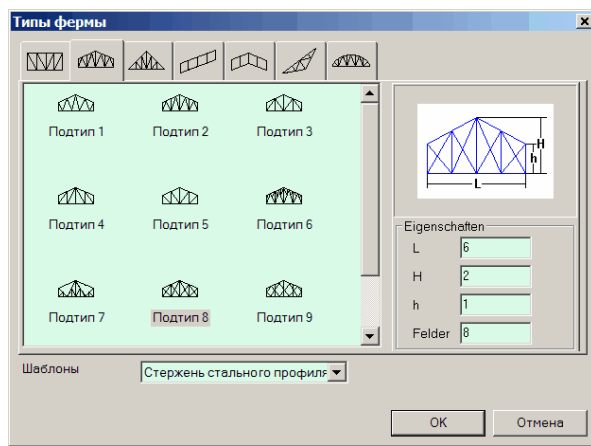 Типы фермы
Подтип 1 Подтип 2 Подтип 3
Подтип 4 Подтип 5 Подтип 6
Подтип 7 Подтип 8 Подтип 9
H
h
L
Eigenschaften
L 6
H 2
h 1
Felder 8
Шаблоны Стержень стального профиля
OK Отмена